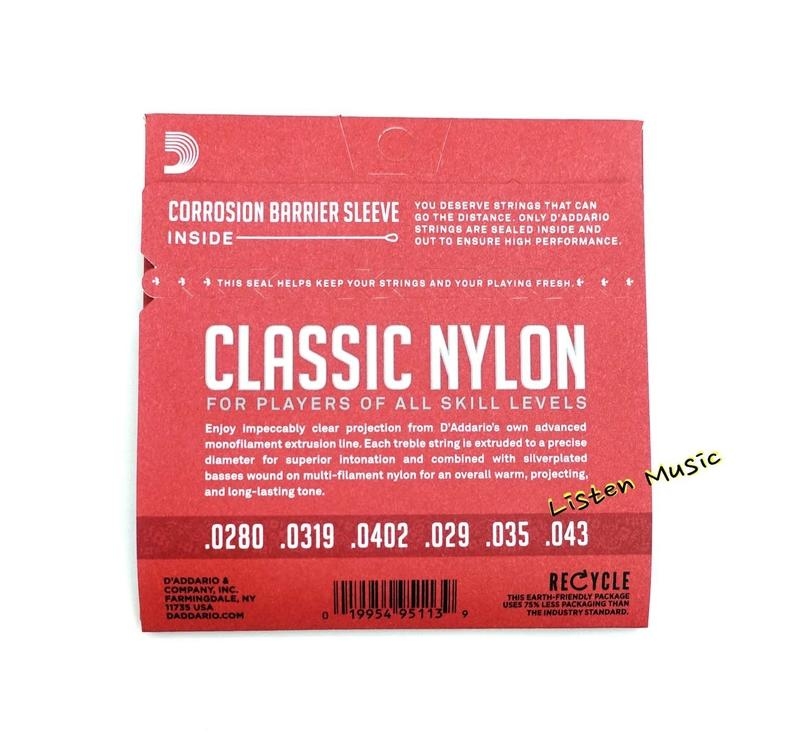 CORROSION BARRIER SLEEVE
INSIDE
YOU DESERVE STRINGS THAT CAN
GO THE DISTANCE. ONLY D'ADDARIO
STRINGS ARE SEALED INSIDE AND
OUT TO ENSURE HIGH PERFORMANCE.
THIS SEAL HELPS KEEP YOUR STRINGS AND YOUR PLAYING FRESH.
CLASSIC NYLON
FOR PLAYERS OF ALL SKILL LEVELS
Enjoy impeccably clear projection from D'Addario's own advanced
monofilament extrusion line. Each treble string is extruded to a precise
diameter for superior intonation and combined with silverplated
basses wound on multi-filament nylon for an overall warm, projecting,
and long-lasting tone.
Listen Music
.0280 .0319 .0402 .029 .035 .043
D'ADDARIO &
COMPANY, INC.
FARMINGDALE, NY
11735 USA
DADDARIO.COM
0 19954 95113 9
RECYCLE
THIS EARTH-FRIENDLY PACKAGE
USES 75% LESS PACKAGING THAN
THE INDUSTRY STANDARD.